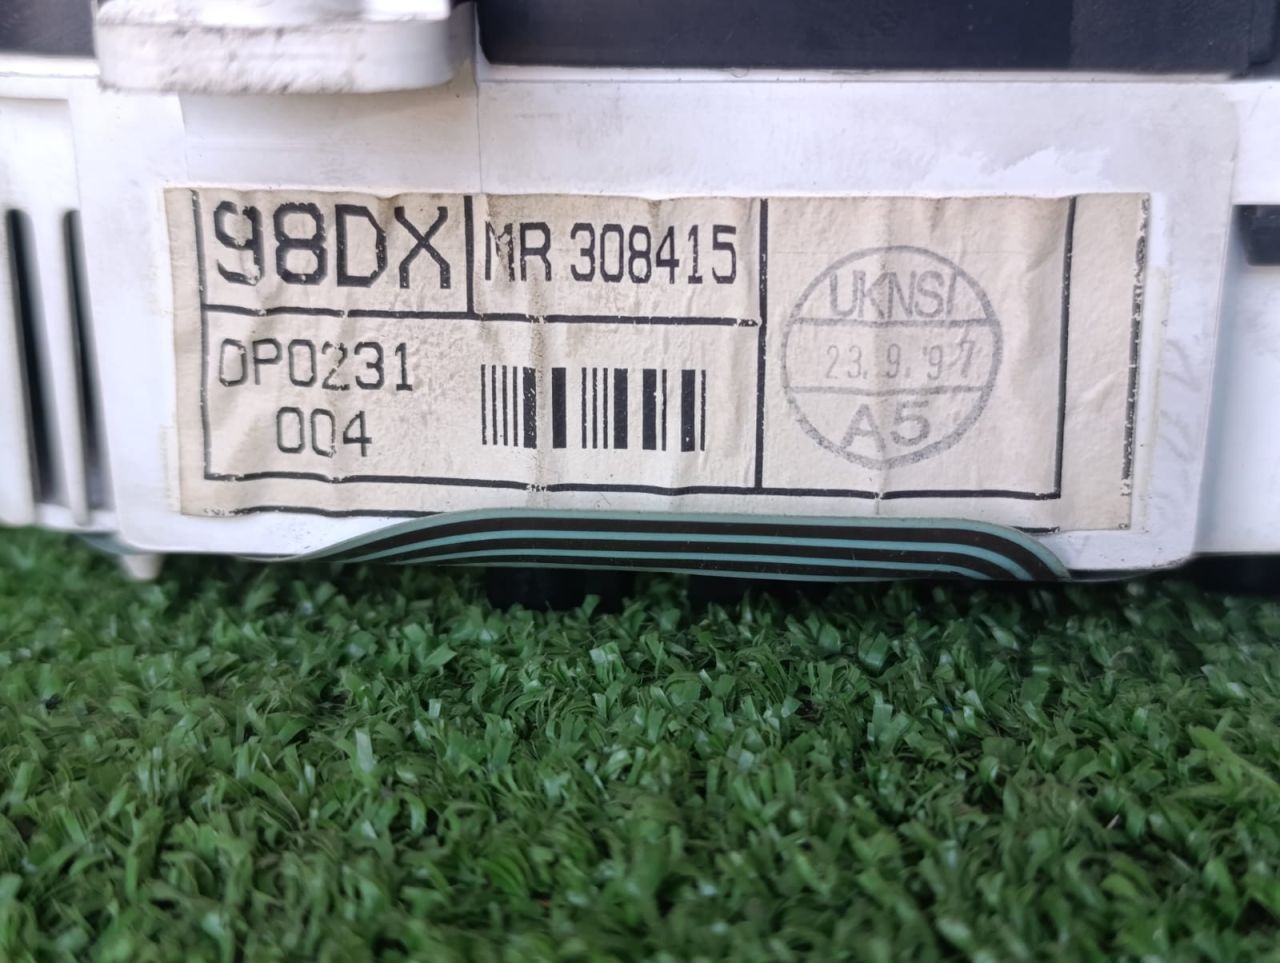 98DX
MR 308415
0P0231
004
UKNSI
23. 9. '97
A5